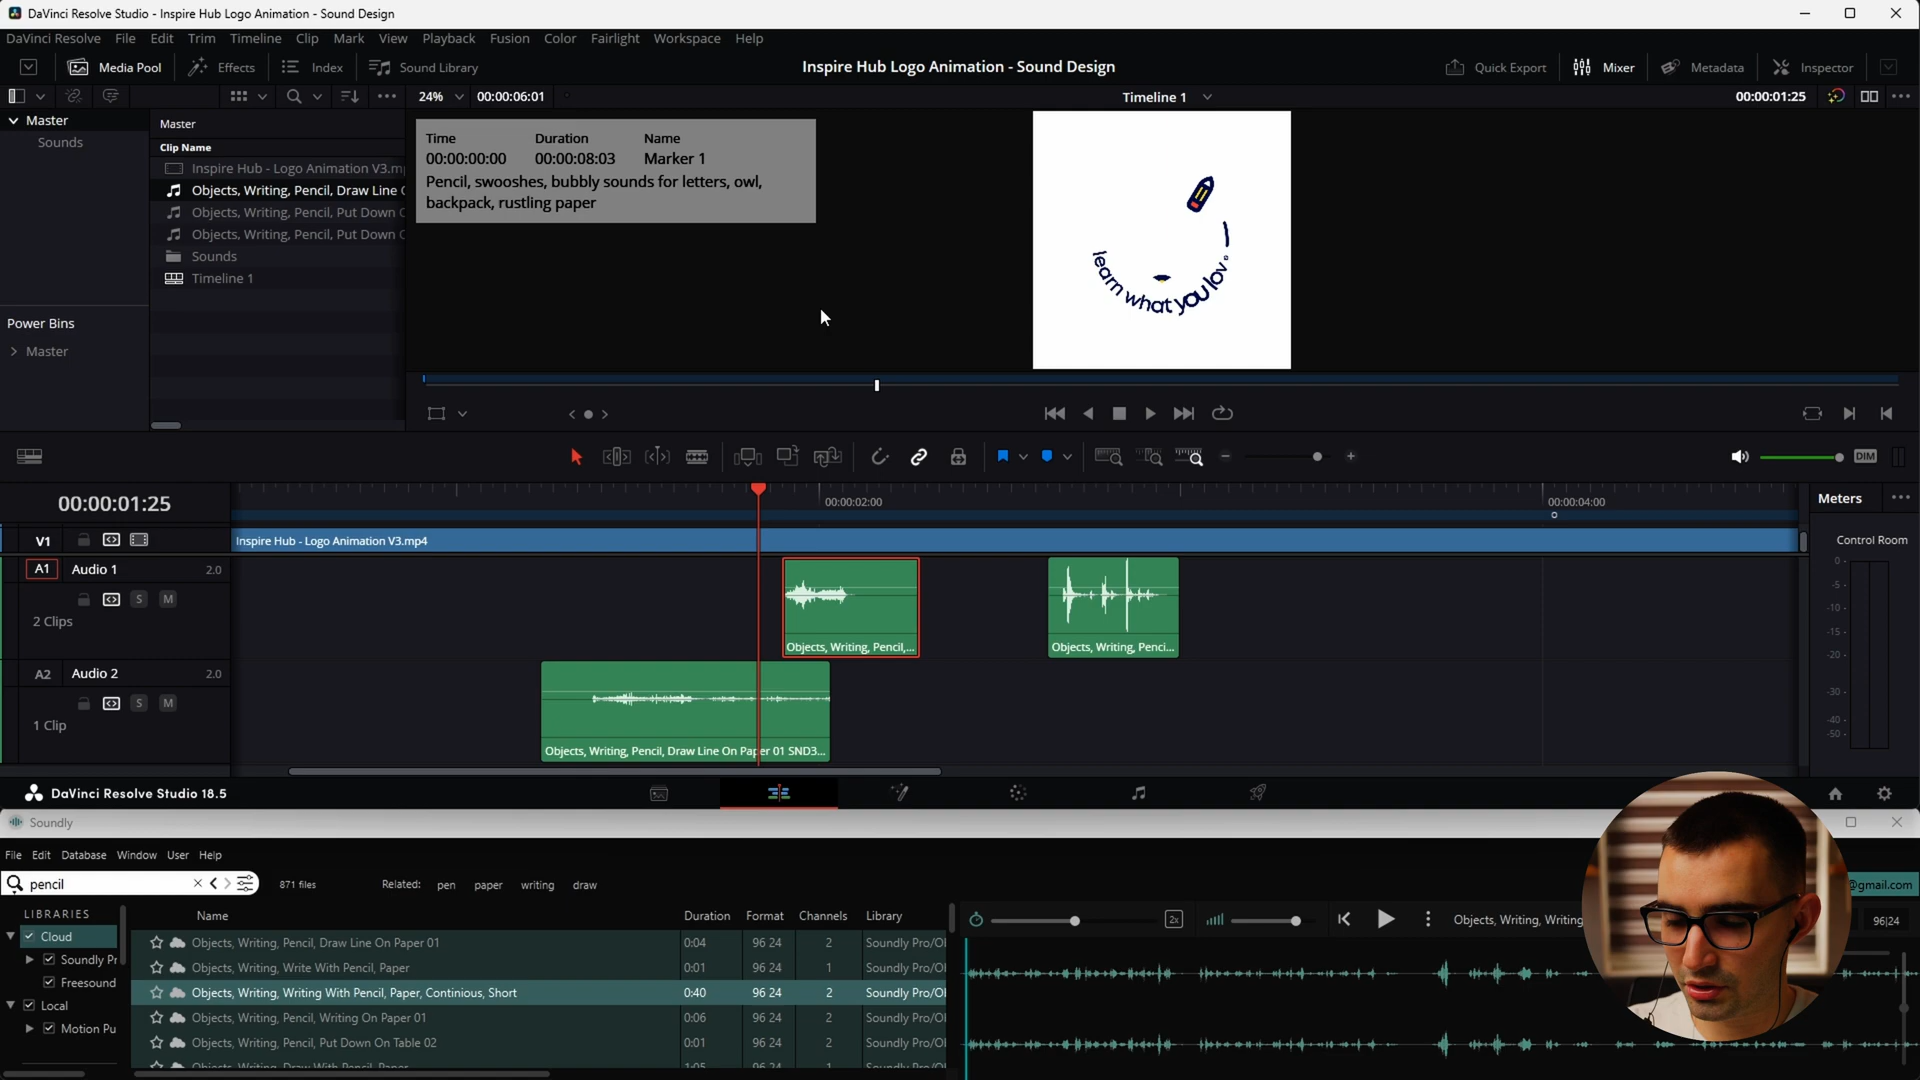 DaVinci Resolve Studio - Inspire Hub Logo Animation - Sound Design
DaVinci Resolve File Edit Trim Timeline Clip Mark View Playback Fusion Color Fairlight Workspace Help
Media Pool Effects Index Sound Library Inspire Hub Logo Animation - Sound Design Quick Export Mixer Metadata Inspector
24% 00:00:06:01 Timeline 1 00:00:01:25
Master
Sounds
Power Bins
Master
Master
Clip Name
Inspire Hub - Logo Animation V3.m
Objects, Writing, Pencil, Draw Line
Objects, Writing, Pencil, Put Down
Objects, Writing, Pencil, Put Down
Sounds
Timeline 1
Time Duration Name
00:00:00:00 00:00:08:03 Marker 1
Pencil, swooshes, bubbly sounds for letters, owl,
backpack, rustling paper
learn what you lov
DIM
00:00:01:25 00:00:02:00 00:00:04:00 Meters
V1 Inspire Hub - Logo Animation V3.mp4 Control Room
A1 Audio 1 2.0
S M
2 Clips
Objects, Writing, Pencil,... Objects, Writing, Penci...
A2 Audio 2 2.0
S M
1 Clip
Objects, Writing, Pencil, Draw Line On Paper 01 SND3...
0 -
-5 -
-10 -
-15 -
-20 -
-30 -
-40 -
-50 -
DaVinci Resolve Studio 18.5
Soundly
File Edit Database Window User Help
pencil 871 files Related: pen paper writing draw
@gmail.com
LIBRARIES
Cloud
Soundly Pr
Freesound
Local
Motion Pu
Name Duration Format Channels Library
Objects, Writing, Pencil, Draw Line On Paper 01 0:04 96 24 2 Soundly Pro/O
Objects, Writing, Write With Pencil, Paper 0:01 96 24 1 Soundly Pro/O
Objects, Writing, Writing With Pencil, Paper, Continious, Short 0:40 96 24 2 Soundly Pro/O
Objects, Writing, Pencil, Writing On Paper 01 0:06 96 24 2 Soundly Pro/O
Objects, Writing, Pencil, Put Down On Table 02 0:01 96 24 2 Soundly Pro/O
Objects, Writing, Draw With Pencil, Paper 1:05 96 24 1 Soundly Pro/O
2x Objects, Writing, Writing 96|24